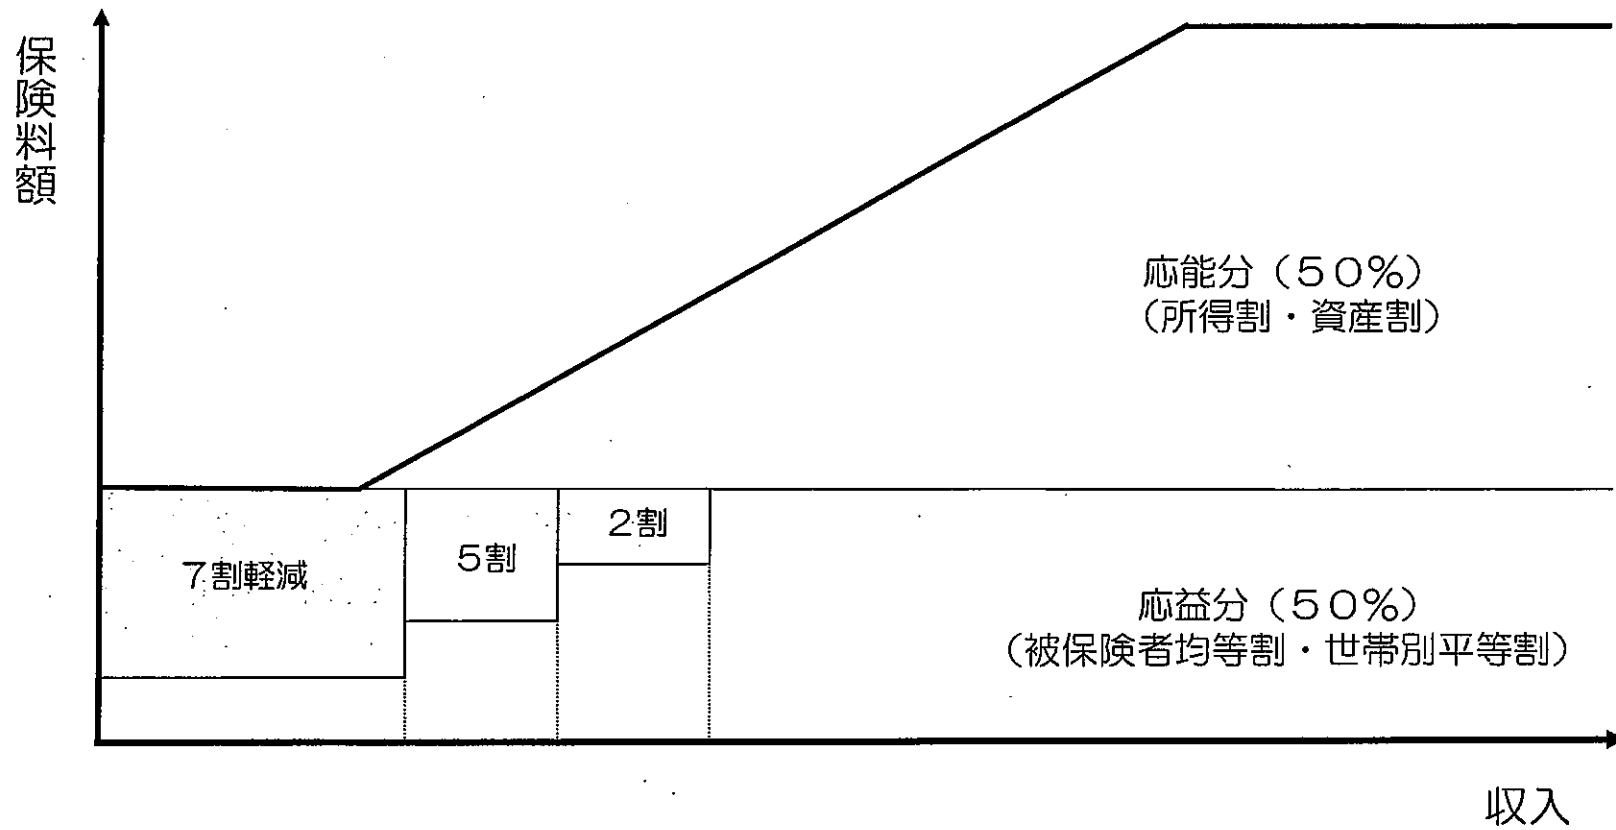 保険料額
応能分（５０％）
（所得割・資産割）
７割軽減
５割
２割
応益分（５０％）
（被保険者均等割・世帯別平等割）
収入